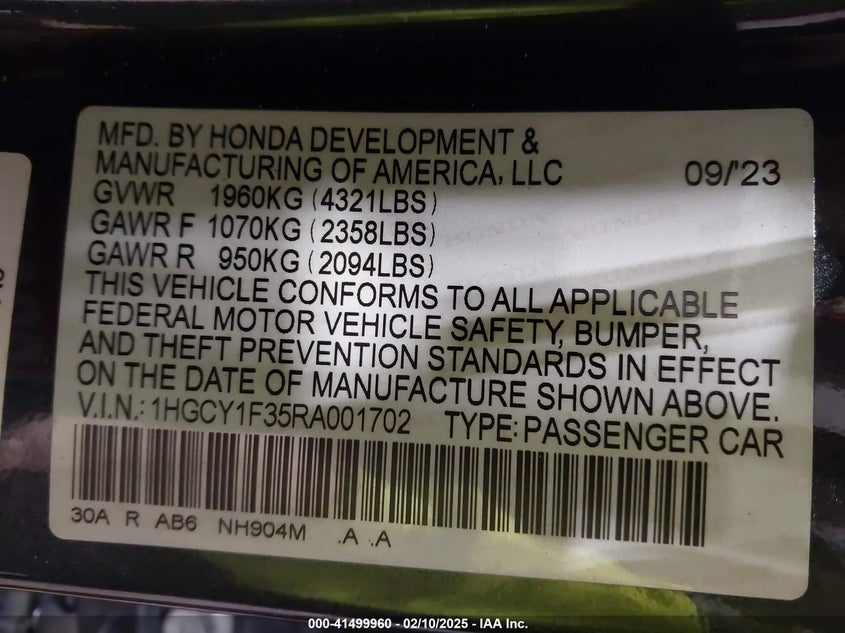 MFD. BY HONDA DEVELOPMENT &
MANUFACTURING OF AMERICA, LLC 09/'23
GVWR 1960KG (4321LBS)
GAWR F 1070KG (2358LBS)
GAWR R 950KG (2094LBS)
THIS VEHICLE CONFORMS TO ALL APPLICABLE
FEDERAL MOTOR VEHICLE SAFETY, BUMPER,
AND THEFT PREVENTION STANDARDS IN EFFECT
ON THE DATE OF MANUFACTURE SHOWN ABOVE.
V.I.N.: 1HGCY1F35RA001702 TYPE: PASSENGER CAR
30A R AB6 NH904M .A .A
000-41499960 - 02/10/2025 - IAA Inc.